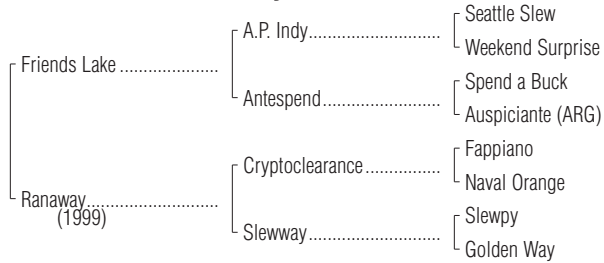 Seattle Slew
A.P. Indy
Weekend Surprise
Friends Lake
Spend a Buck
Antespend
Auspiciante (ARG)
Fappiano
Cryptoclearance
Naval Orange
Ranaway
(1999)
Slewpy
Slewway
Golden Way